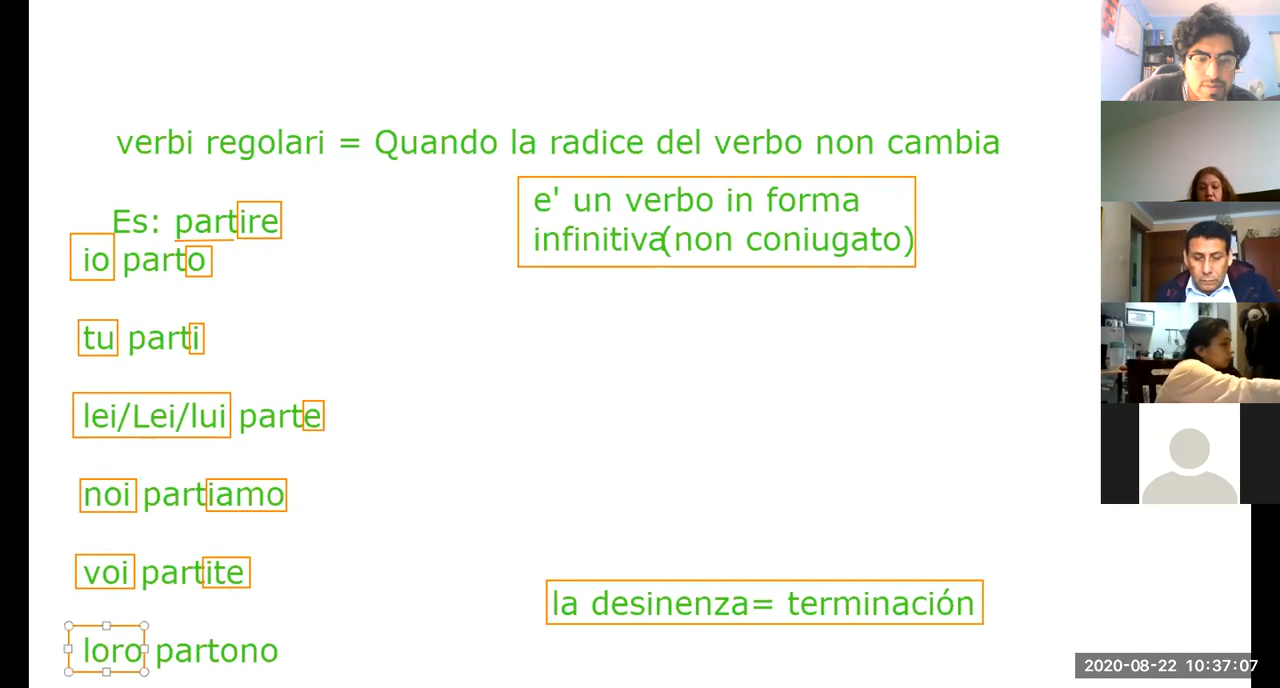 verbi regolari = Quando la radice del verbo non cambia
Es: partire
e' un verbo in forma
infinitiva(non coniugato)
io parto
tu parti
lei/Lei/lui parte
noi partiamo
voi partite
la desinenza= terminación
loro partono
2020-08-22 10:37:07